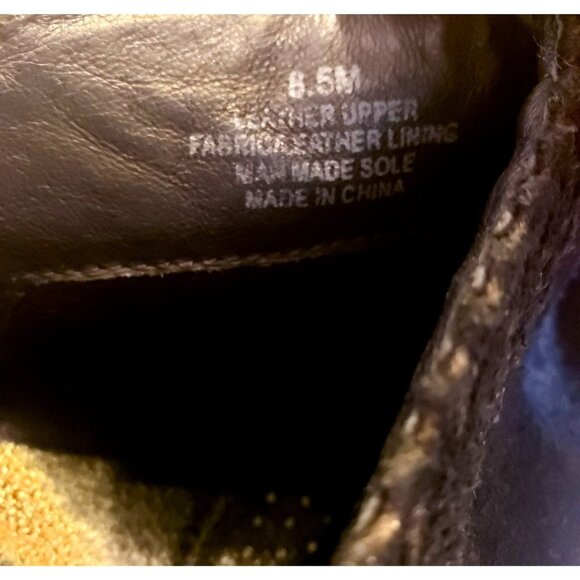 8.5M
LEATHER UPPER
FABRIC/LEATHER LINING
MAN MADE SOLE
MADE IN CHINA